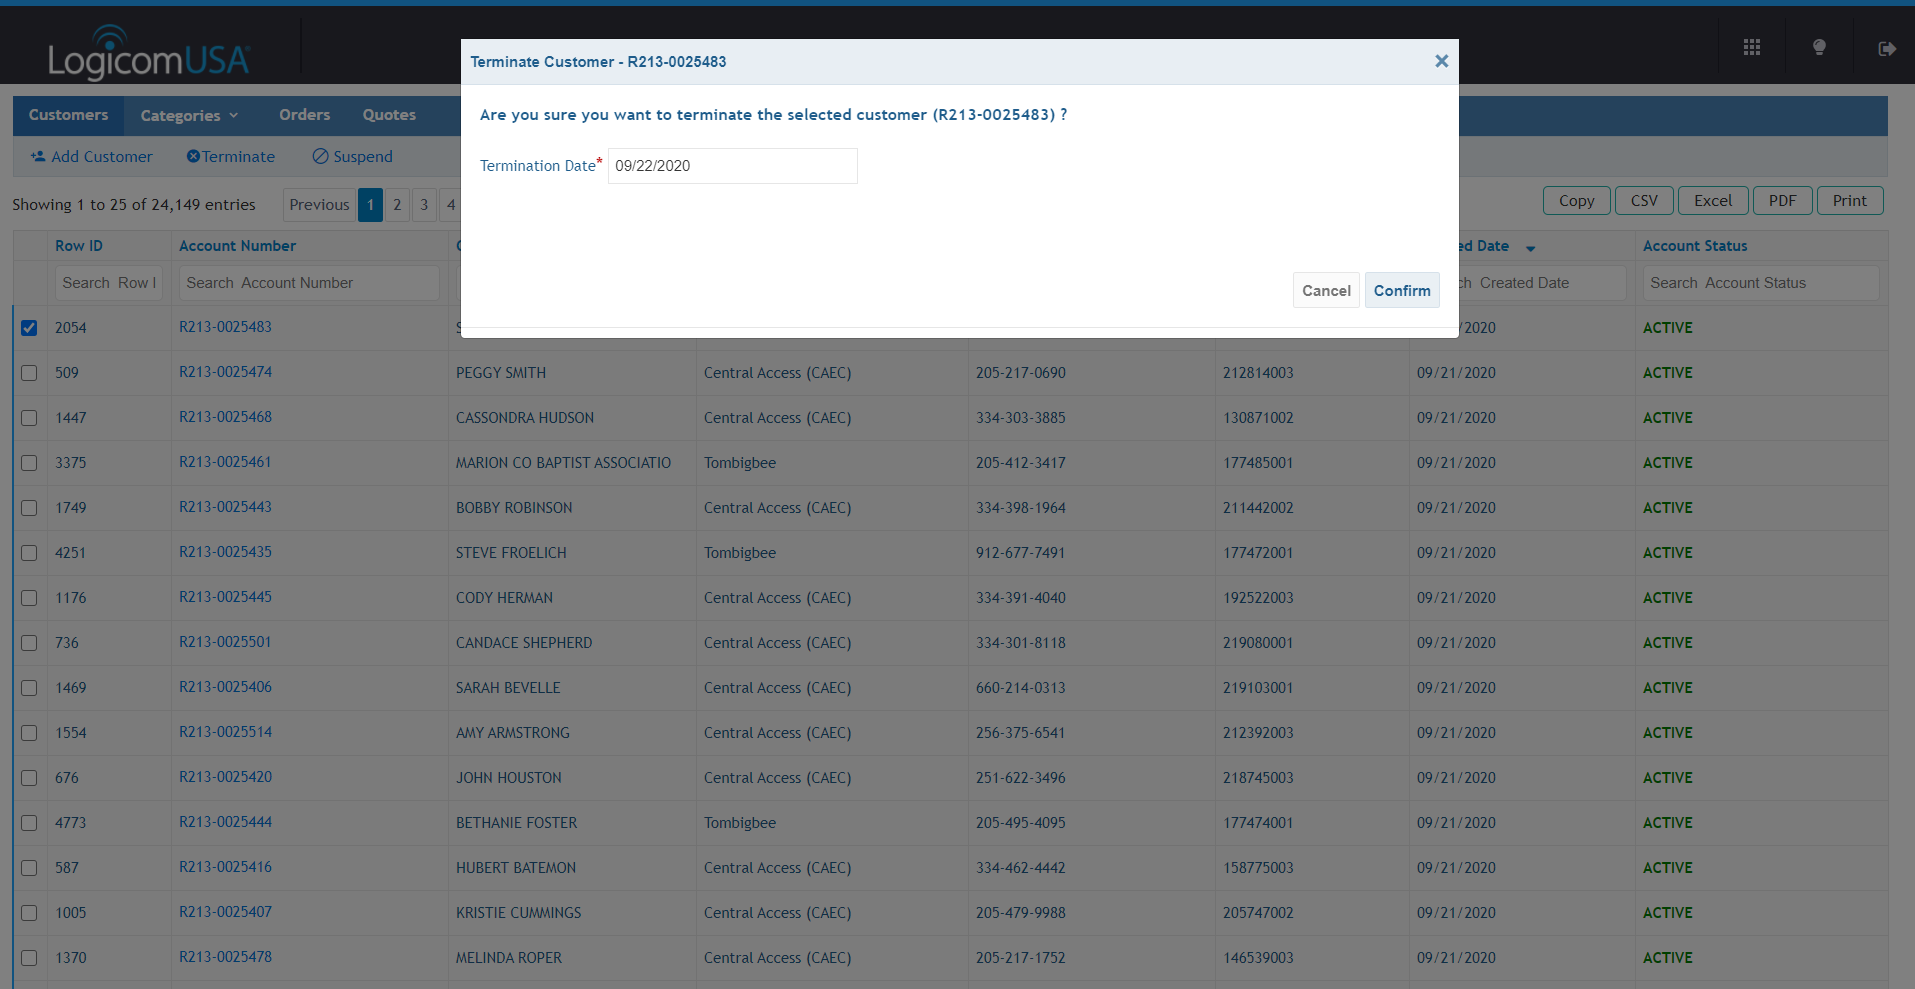 LogicomUSA
Terminate Customer - R213-0025483
Are you sure you want to terminate the selected customer (R213-0025483) ?
Termination Date* 09/22/2020
Cancel Confirm
Customers Categories Orders Quotes
Add Customer Terminate Suspend
Showing 1 to 25 of 24,149 entries Previous 1 2 3 4 Copy CSV Excel PDF Print
Row ID Account Number ed Date Account Status
Search Row I Search Account Number ch Created Date Search Account Status
2054 R213-0025483 S /2020 ACTIVE
509 R213-0025474 PEGGY SMITH Central Access (CAEC) 205-217-0690 212814003 09/21/2020 ACTIVE
1447 R213-0025468 CASSONDRA HUDSON Central Access (CAEC) 334-303-3885 130871002 09/21/2020 ACTIVE
3375 R213-0025461 MARION CO BAPTIST ASSOCIATIO Tombigbee 205-412-3417 177485001 09/21/2020 ACTIVE
1749 R213-0025443 BOBBY ROBINSON Central Access (CAEC) 334-398-1964 211442002 09/21/2020 ACTIVE
4251 R213-0025435 STEVE FROELICH Tombigbee 912-677-7491 177472001 09/21/2020 ACTIVE
1176 R213-0025445 CODY HERMAN Central Access (CAEC) 334-391-4040 192522003 09/21/2020 ACTIVE
736 R213-0025501 CANDACE SHEPHERD Central Access (CAEC) 334-301-8118 219080001 09/21/2020 ACTIVE
1469 R213-0025406 SARAH BEVELLE Central Access (CAEC) 660-214-0313 219103001 09/21/2020 ACTIVE
1554 R213-0025514 AMY ARMSTRONG Central Access (CAEC) 256-375-6541 212392003 09/21/2020 ACTIVE
676 R213-0025420 JOHN HOUSTON Central Access (CAEC) 251-622-3496 218745003 09/21/2020 ACTIVE
4773 R213-0025444 BETHANIE FOSTER Tombigbee 205-495-4095 177474001 09/21/2020 ACTIVE
587 R213-0025416 HUBERT BATEMON Central Access (CAEC) 334-462-4442 158775003 09/21/2020 ACTIVE
1005 R213-0025407 KRISTIE CUMMINGS Central Access (CAEC) 205-479-9988 205747002 09/21/2020 ACTIVE
1370 R213-0025478 MELINDA ROPER Central Access (CAEC) 205-217-1752 146539003 09/21/2020 ACTIVE